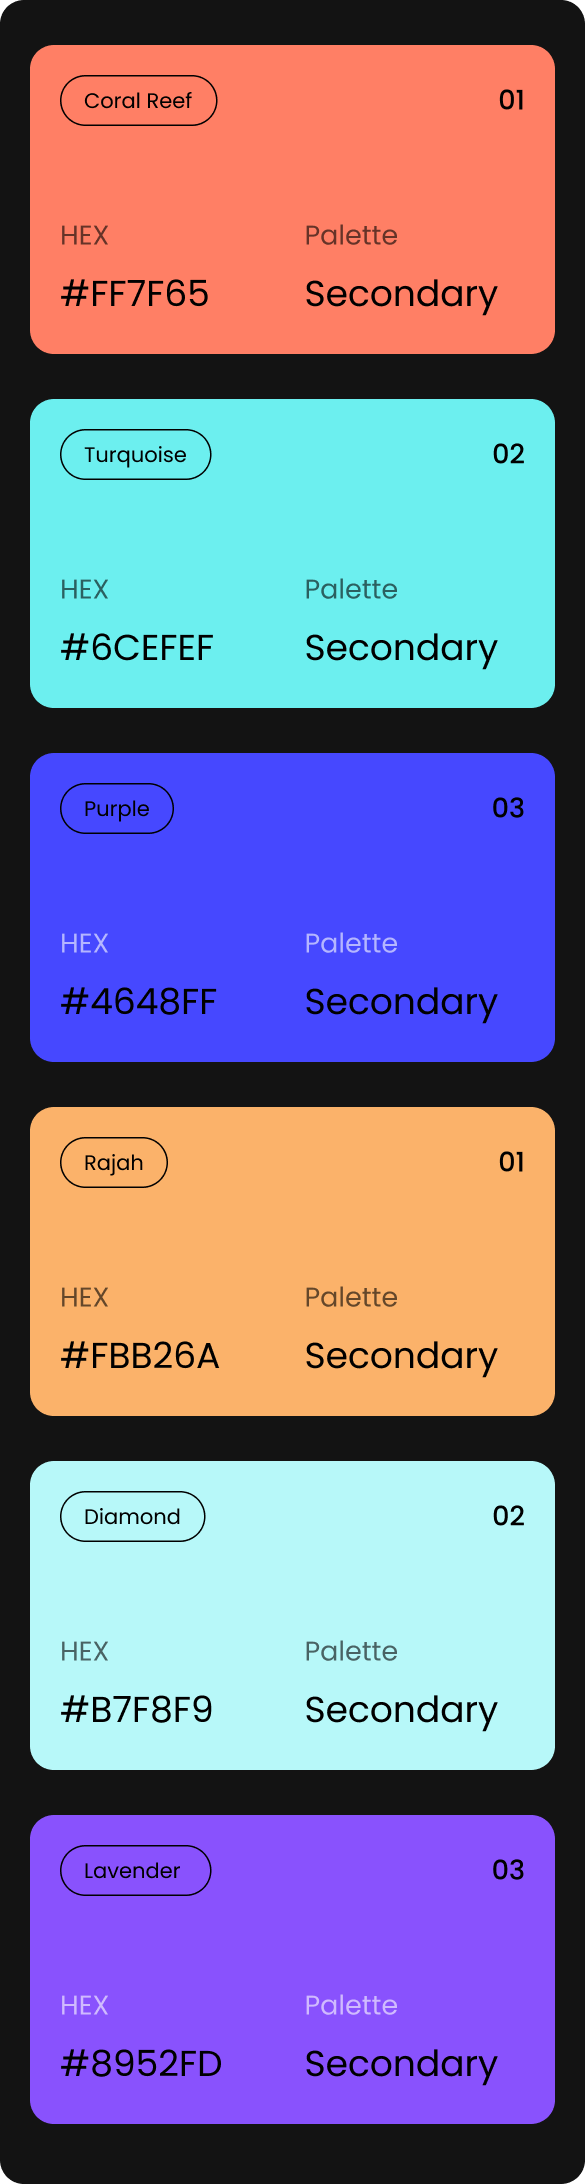 Coral Reef 01
HEX Palette
#FF7F65 Secondary
Turquoise 02
HEX Palette
#6CEFEF Secondary
Purple 03
HEX Palette
#4648FF Secondary
Rajah 01
HEX Palette
#FBB26A Secondary
Diamond 02
HEX Palette
#B7F8F9 Secondary
Lavender 03
HEX Palette
#8952FD Secondary